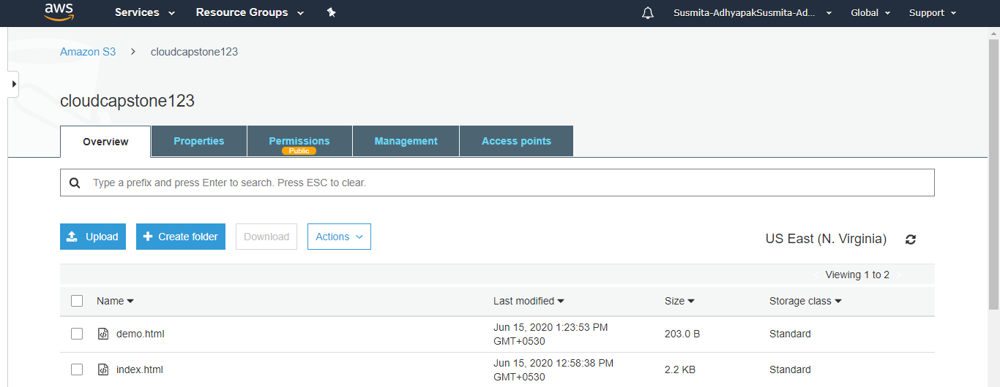 aws Services Resource Groups Susmita-AdhyapakSusmita-Ad... Global Support
Amazon S3 > cloudcapstone123
cloudcapstone123
Overview Properties Permissions Management Access points
Public
Type a prefix and press Enter to search. Press ESC to clear.
Upload + Create folder Download Actions
US East (N. Virginia)
Viewing 1 to 2
Name Last modified Size Storage class
demo.html Jun 15, 2020 1:23:53 PM GMT+0530 203.0 B Standard
index.html Jun 15, 2020 12:58:38 PM GMT+0530 2.2 KB Standard